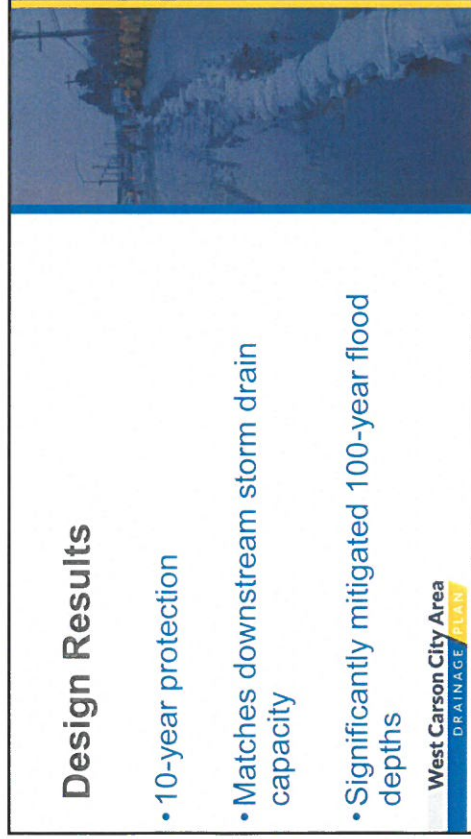 Design Results
• 10-year protection
• Matches downstream storm drain
capacity
• Significantly mitigated 100-year flood
depths
West Carson City Area
DRAINAGE PLAN